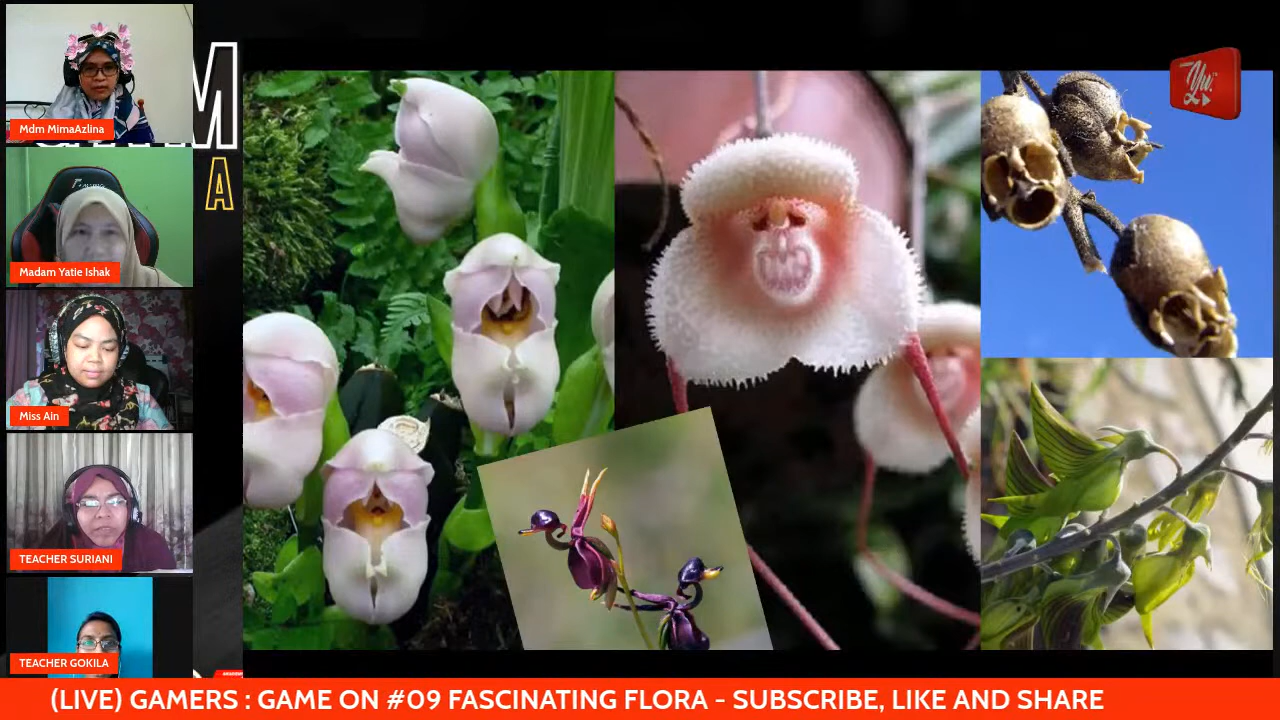 Mdm MimaAzlina
Madam Yatie Ishak
Miss Ain
TEACHER SURIANI
TEACHER GOKILA
M
A
(LIVE) GAMERS : GAME ON #09 FASCINATING FLORA - SUBSCRIBE, LIKE AND SHARE